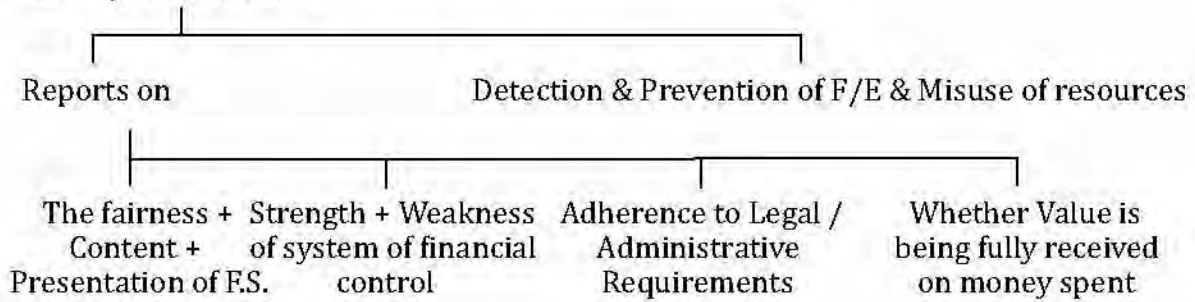 Reports on
Detection & Prevention of F/E & Misuse of resources
The fairness +
Content +
Presentation of F.S.
Strength + Weakness
of system of financial
control
Adherence to Legal /
Administrative
Requirements
Whether Value is
being fully received
on money spent